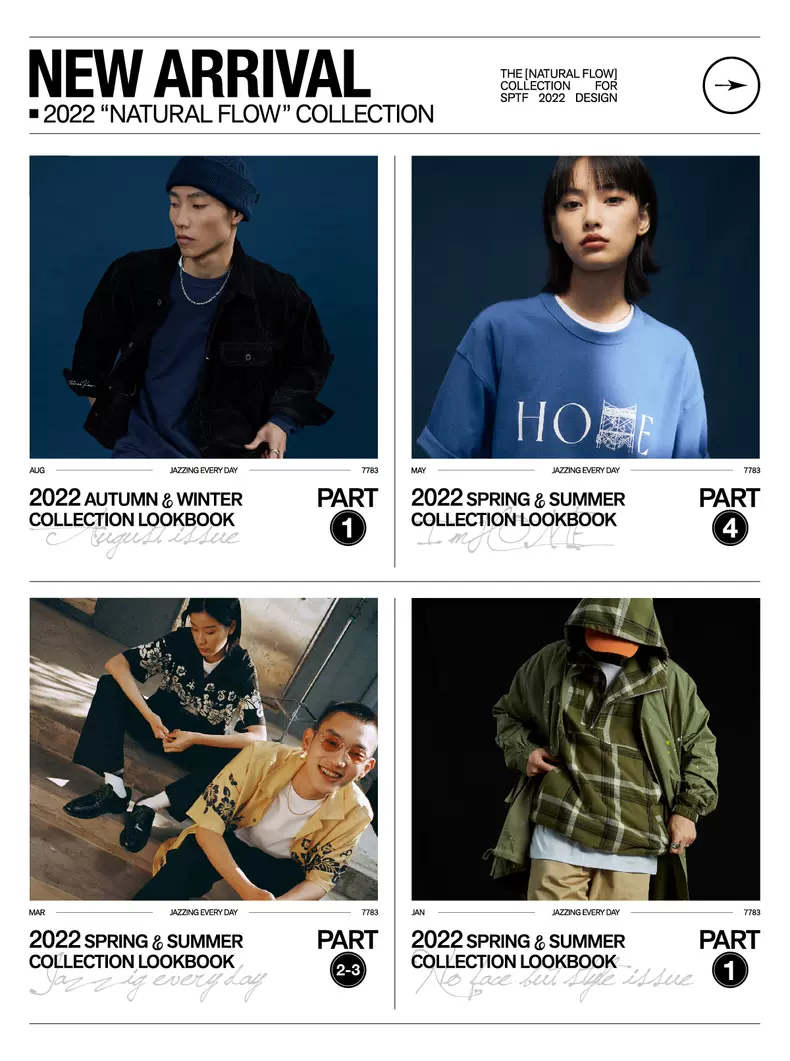 NEW ARRIVAL
2022 “NATURAL FLOW” COLLECTION
THE [NATURAL FLOW]
COLLECTION FOR
SPTF 2022 DESIGN
HOME
AUG JAZZING EVERY DAY 7783
2022 AUTUMN & WINTER
COLLECTION LOOKBOOK
August issue
PART
1
MAY JAZZING EVERY DAY 7783
2022 SPRING & SUMMER
COLLECTION LOOKBOOK
I'm HOME
PART
4
MAR JAZZING EVERY DAY 7783
2022 SPRING & SUMMER
COLLECTION LOOKBOOK
Jazzig everyday
PART
2-3
JAN JAZZING EVERY DAY 7783
2022 SPRING & SUMMER
COLLECTION LOOKBOOK
No face but style issue
PART
1